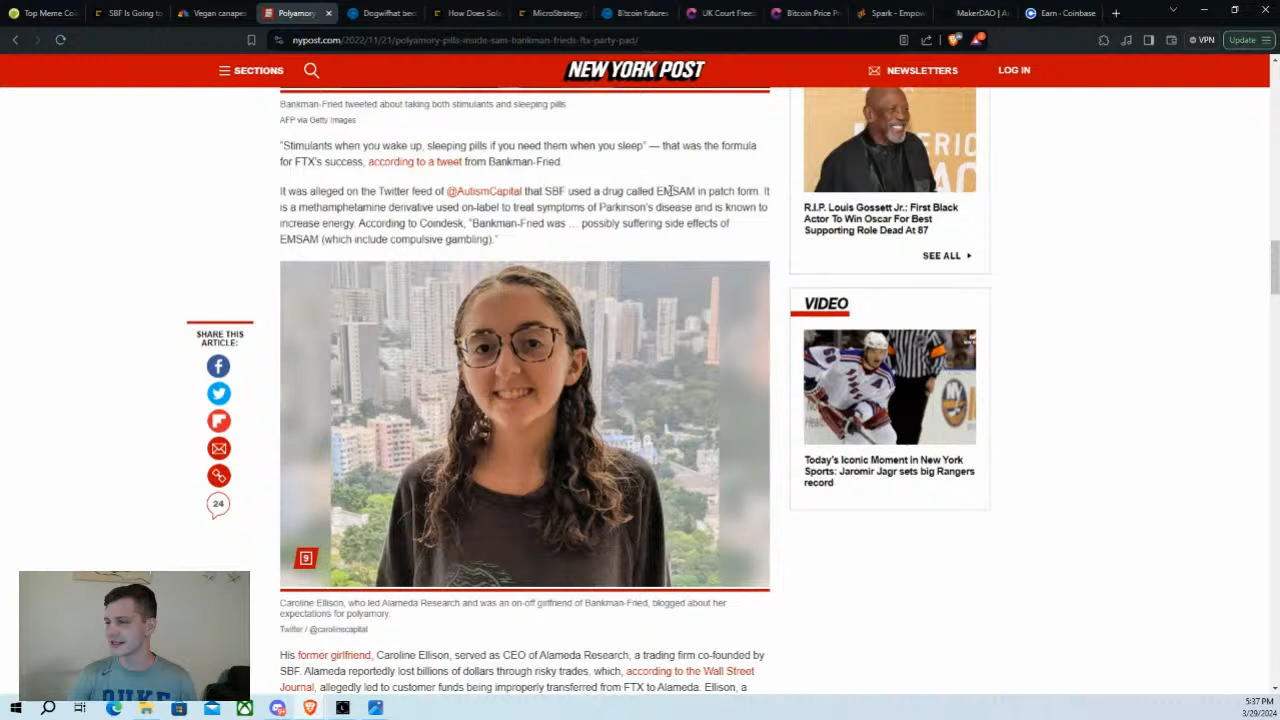 Top Meme Co
SB IS Going to
Vegan canapé
Polyamory
Dogwifhat bec
How Does Sola
MicroStrategy
Bitcoin futures
UK Court Free
Bitcoin Price P
Spark - Empow
MakerDAO | A
Earn - Coinbase
nypost.com/2022/11/21/polyamory-pills-inside-sam-bankman-frieds-ftx-party-pad/
VPN
Update
SECTIONS
NEW YORK POST
NEWSLETTERS
LOG IN
Bankman-Fried tweeted about taking both stimulants and sleeping pills
AFP via Getty Images
"Stimulants when you wake up, sleeping pills if you need them when you sleep" — that was the formula
for FTX's success, according to a tweet from Bankman-Fried.
It was alleged on the Twitter feed of @AutismCapital that SBF used a drug called EMSAM in patch form. It
is a methamphetamine derivative used on-label to treat symptoms of Parkinson's disease and is known to
increase energy. According to Coindesk, "Bankman-Fried was ... possibly suffering side effects of
EMSAM (which include compulsive gambling)."
SHARE THIS
ARTICLE:
24
9
Caroline Ellison, who led Alameda Research and was an on-off girlfriend of Bankman-Fried, blogged about her
expectations for polyamory.
Twitter / @carolinecapital
His former girlfriend, Caroline Ellison, served as CEO of Alameda Research, a trading firm co-founded by
SBF. Alameda reportedly lost billions of dollars through risky trades, which, according to the Wall Street
Journal, allegedly led to customer funds being improperly transferred from FTX to Alameda. Ellison, a
R.I.P. Louis Gossett Jr.: First Black
Actor To Win Oscar For Best
Supporting Role Dead At 87
SEE ALL
VIDEO
Today's Iconic Moment in New York
Sports: Jaromir Jagr sets big Rangers
record
DUKE
5:37 PM
3/29/2024